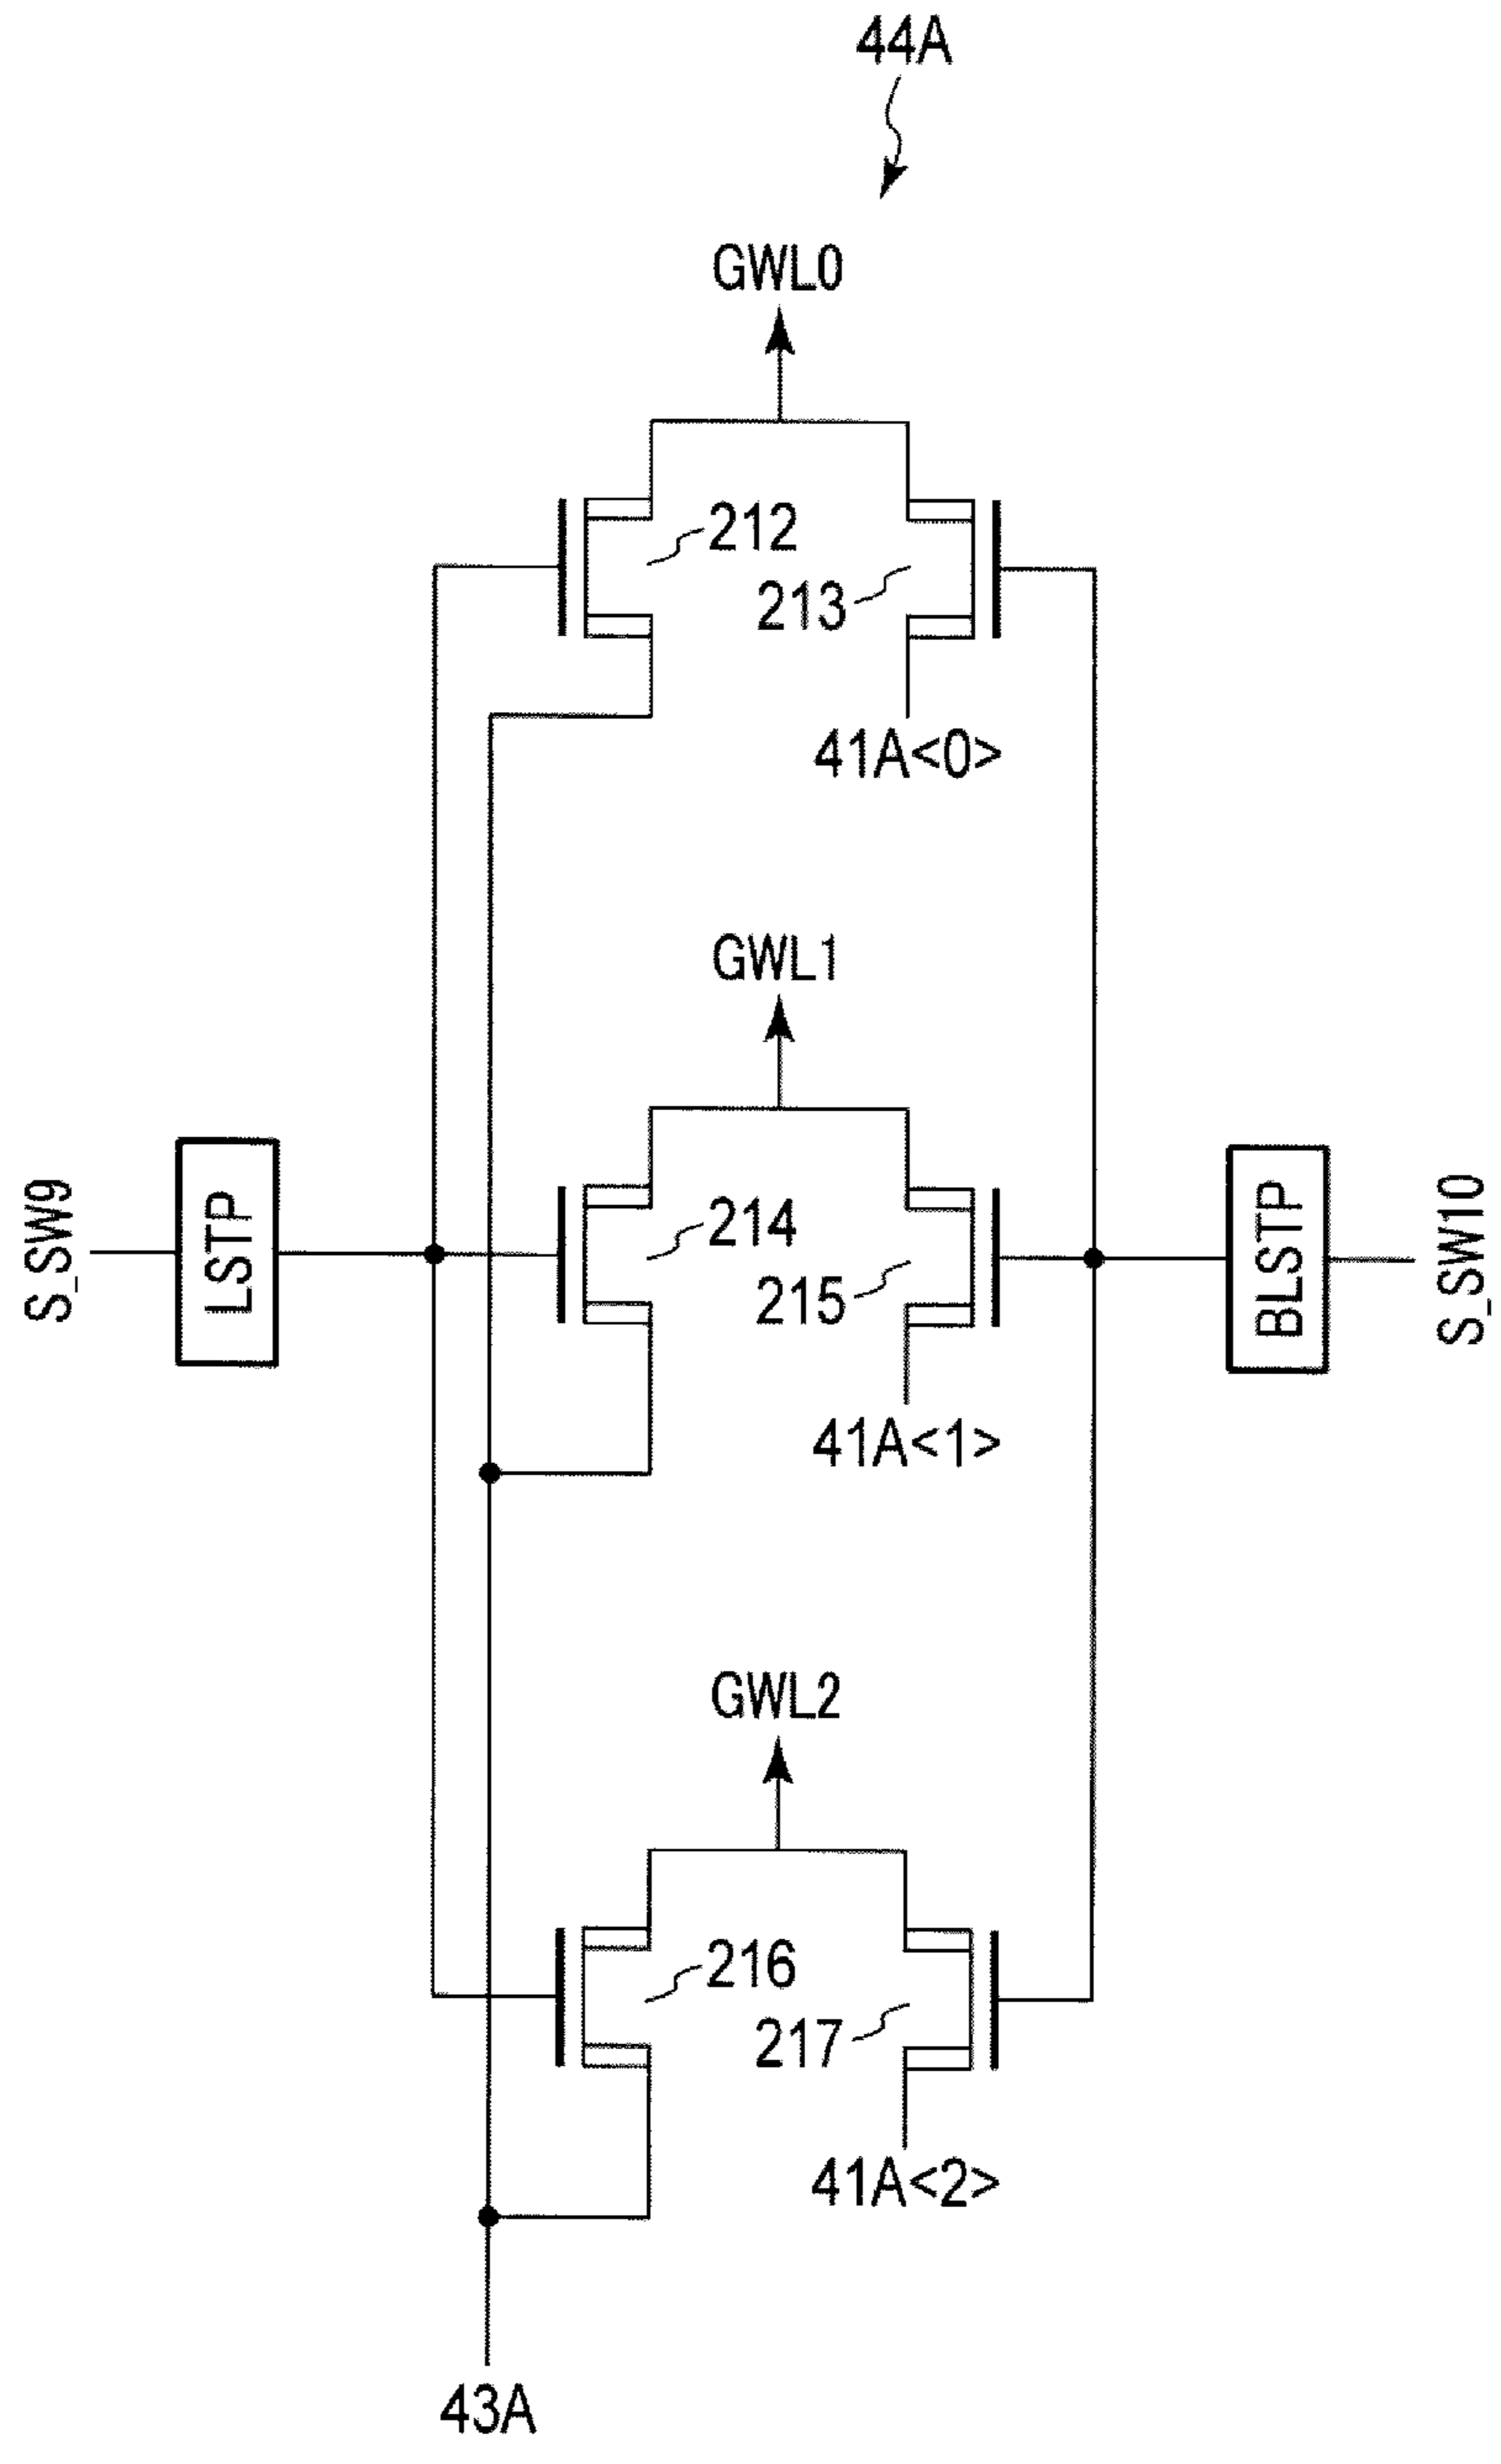 44A
GWL0
212
213
41A<0>
GWL1
S_SW9
LSTP
214
215
BLSTP
S_SW10
41A<1>
GWL2
216
217
41A<2>
43A